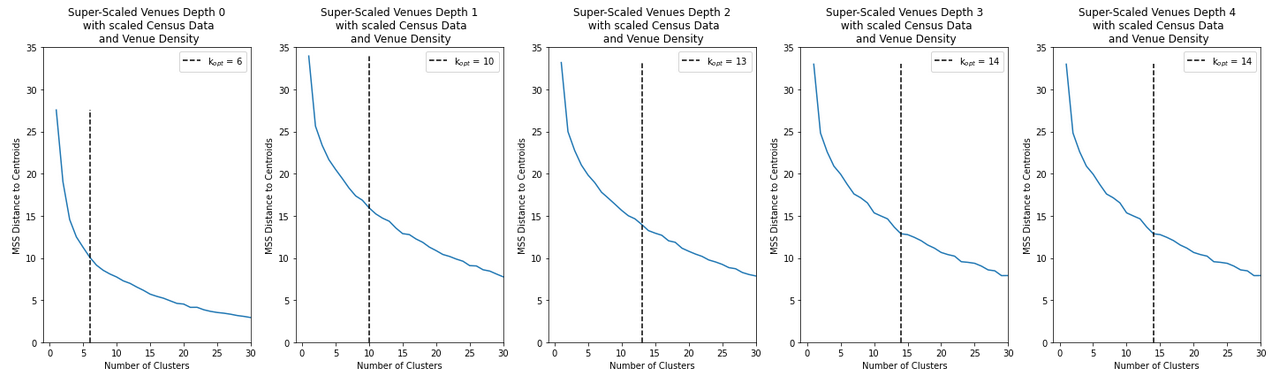 Super-Scaled Venues Depth 0
with scaled Census Data
and Venue Density
35
30
25
20
15
10
5
0
MSS Distance to Centroids
k_opt = 6
0 5 10 15 20 25 30
Number of Clusters
Super-Scaled Venues Depth 1
with scaled Census Data
and Venue Density
35
30
25
20
15
10
5
0
MSS Distance to Centroids
k_opt = 10
0 5 10 15 20 25 30
Number of Clusters
Super-Scaled Venues Depth 2
with scaled Census Data
and Venue Density
35
30
25
20
15
10
5
0
MSS Distance to Centroids
k_opt = 13
0 5 10 15 20 25 30
Number of Clusters
Super-Scaled Venues Depth 3
with scaled Census Data
and Venue Density
35
30
25
20
15
10
5
0
MSS Distance to Centroids
k_opt = 14
0 5 10 15 20 25 30
Number of Clusters
Super-Scaled Venues Depth 4
with scaled Census Data
and Venue Density
35
30
25
20
15
10
5
0
MSS Distance to Centroids
k_opt = 14
0 5 10 15 20 25 30
Number of Clusters